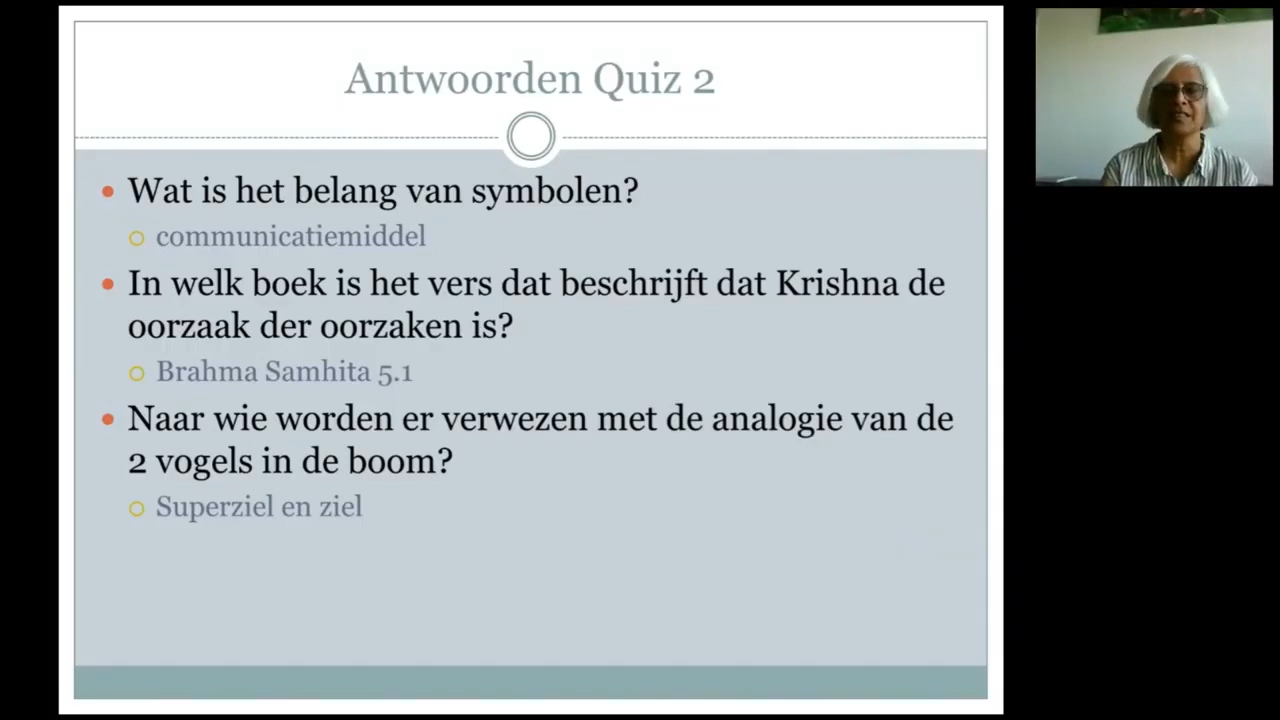 Antwoorden Quiz 2
Wat is het belang van symbolen?
communicatiemiddel
In welk boek is het vers dat beschrijft dat Krishna de
oorzaak der oorzaken is?
Brahma Samhita 5.1
Naar wie worden er verwezen met de analogie van de
2 vogels in de boom?
Superziel en ziel